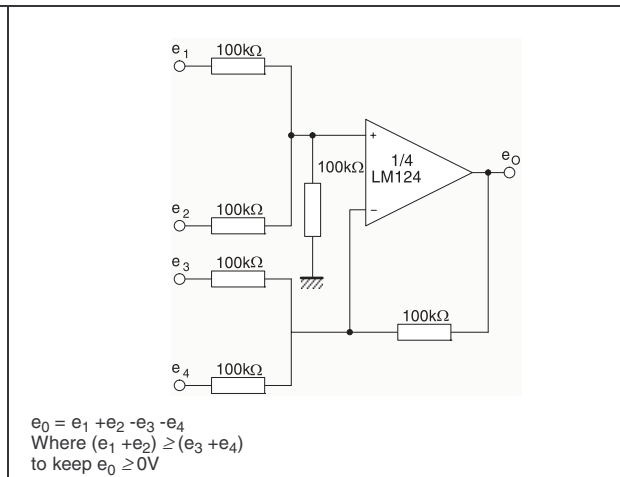 e1 100kΩ
+
eO
100kΩ
1/4
LM124
e2 100kΩ
−
e3 100kΩ
100kΩ
e4 100kΩ
e0 = e1 +e2 -e3 -e4
Where (e1 +e2) ≥ (e3 +e4)
to keep e0 ≥ 0V